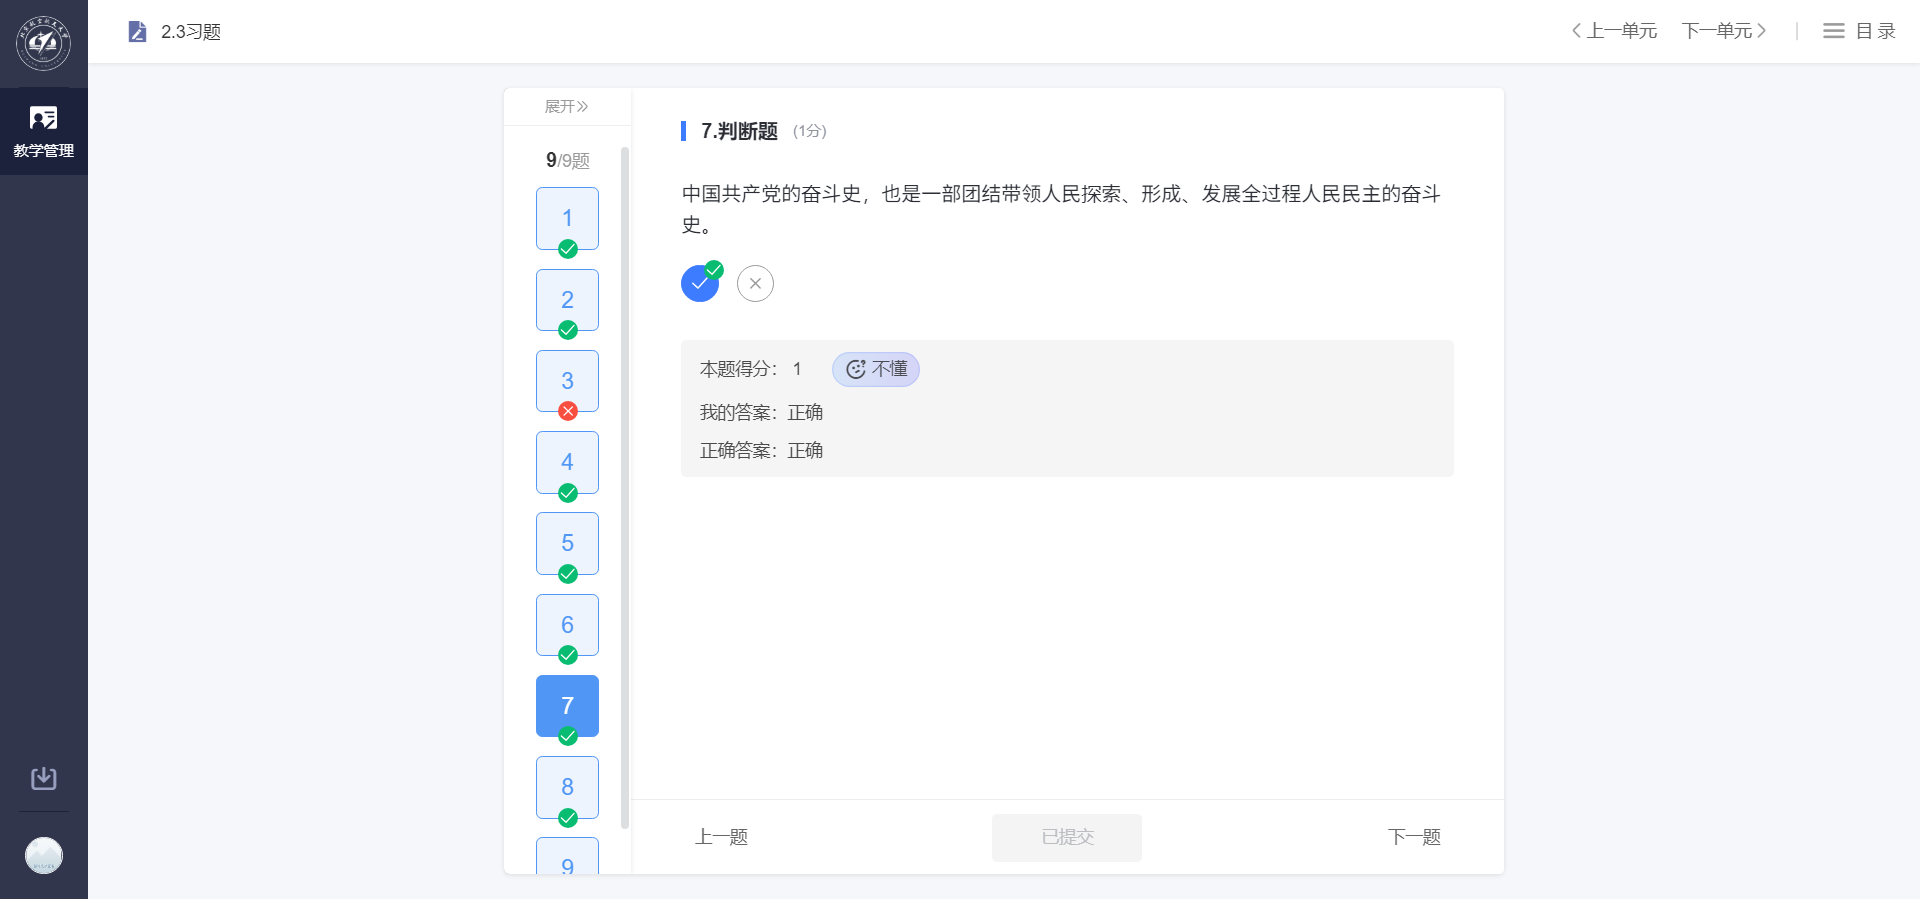 2.3习题
上一单元
下一单元
目录
教学管理
展开
9/9题
1
2
3
4
5
6
7
8
9
7.判断题 (1分)
中国共产党的奋斗史，也是一部团结带领人民探索、形成、发展全过程人民民主的奋斗
史。
本题得分： 1
不懂
我的答案：正确
正确答案：正确
上一题
已提交
下一题